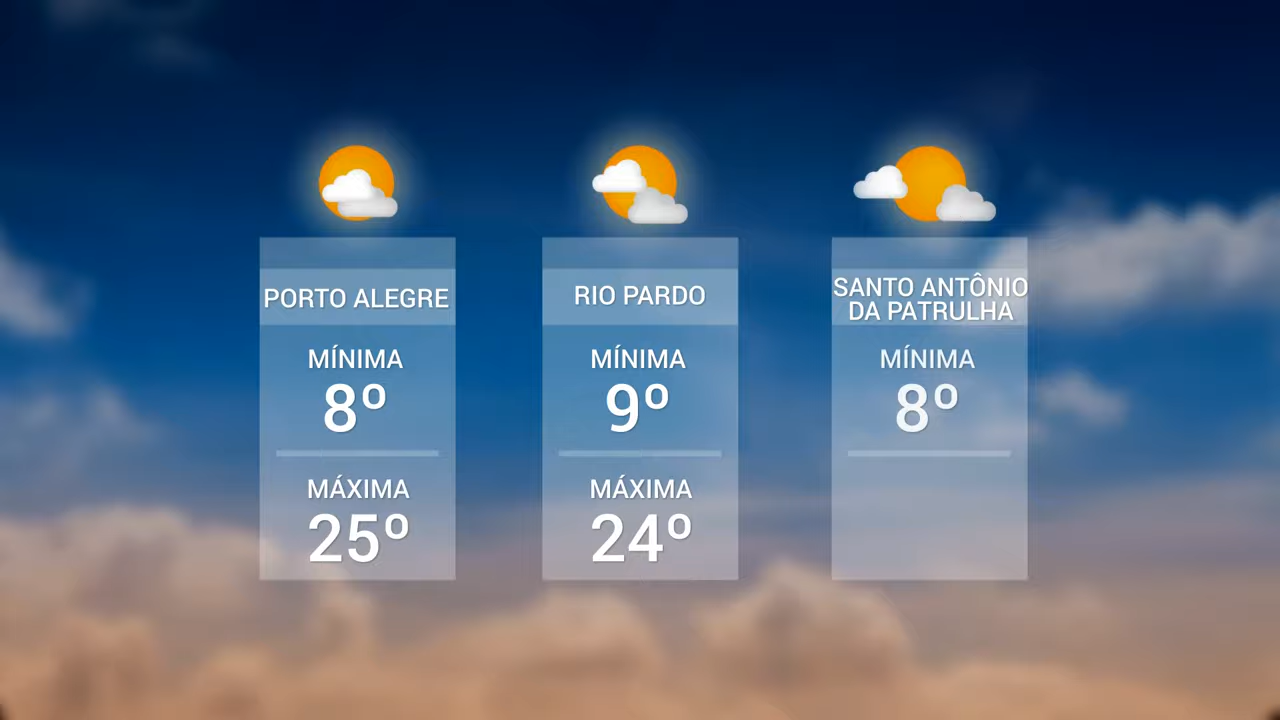 PORTO ALEGRE
MÍNIMA
8º
MÁXIMA
25º
RIO PARDO
MÍNIMA
9º
MÁXIMA
24º
SANTO ANTÔNIO
DA PATRULHA
MÍNIMA
8º